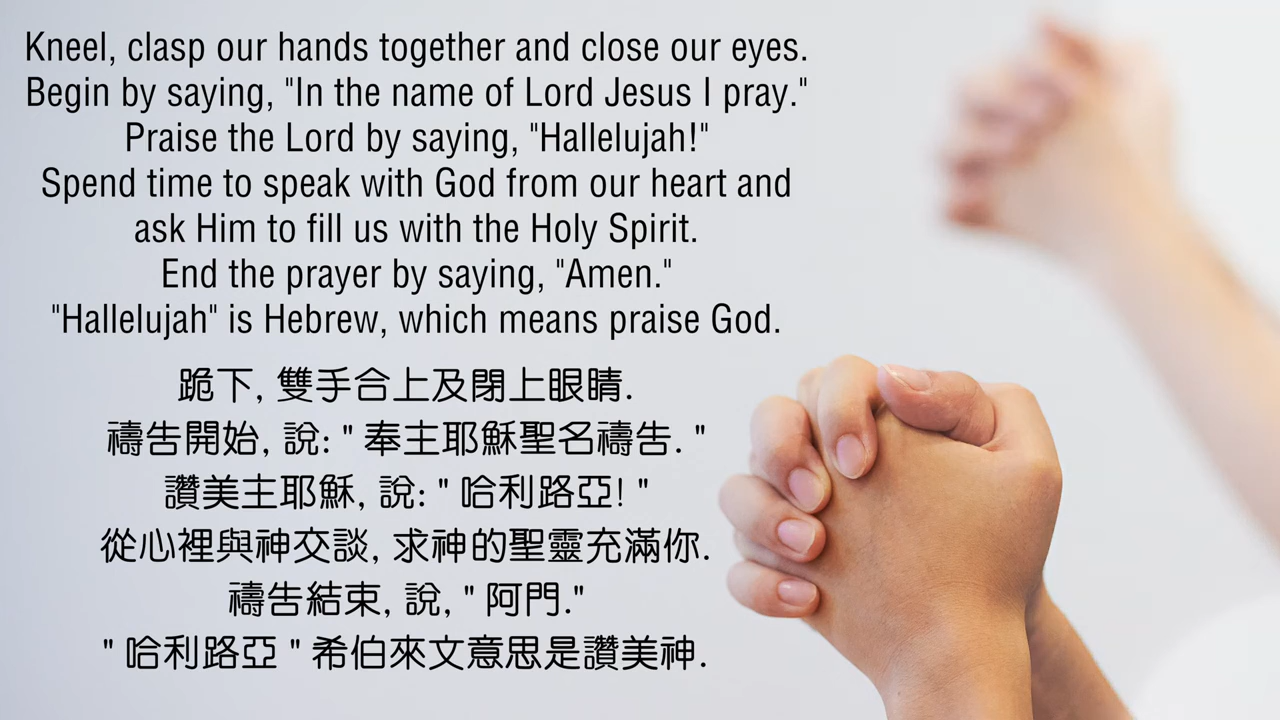 Kneel, clasp our hands together and close our eyes.
Begin by saying, "In the name of Lord Jesus I pray."
Praise the Lord by saying, "Hallelujah!"
Spend time to speak with God from our heart and
ask Him to fill us with the Holy Spirit.
End the prayer by saying, "Amen."
"Hallelujah" is Hebrew, which means praise God.
跪下, 雙手合上及閉上眼睛.
禱告開始, 說: " 奉主耶穌聖名禱告. "
讚美主耶穌, 說: " 哈利路亞! "
從心裡與神交談, 求神的聖靈充滿你.
禱告結束, 說, " 阿門."
" 哈利路亞 " 希伯來文意思是讚美神.